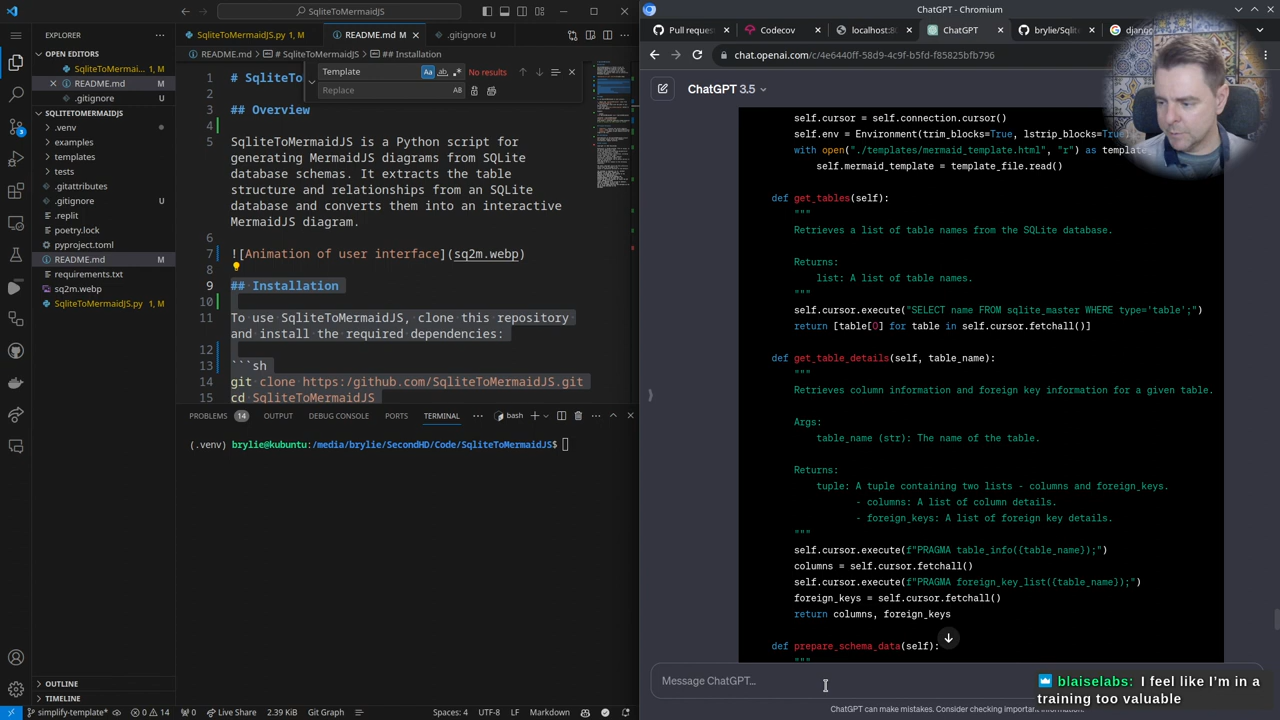 SqliteToMermaidJS
ChatGPT - Chromium
EXPLORER
SqliteToMermaidJS.py 1, M
README.md M
.gitignore U
Pull reques
Codecov
localhost:80
ChatGPT
brylie/Sqlit
djang
OPEN EDITORS
SqliteToMermai... 1, M
README.md M
.gitignore U
README.md > # SqliteToMermaidJS > ## Installation
chat.openai.com/c/4e6440ff-58d9-4c9f-b5fd-f85825bfb796
SQLITETOMERMAIDJS
.venv
examples
templates
tests
.gitattributes
.gitignore U
.replit
poetry.lock
pyproject.toml
README.md M
requirements.txt
sq2m.webp
SqliteToMermaidJS.py 1, M
OUTLINE
TIMELINE
Template
No results
Replace
1 # SqliteTo
2
3 ## Overview
4
5 SqliteToMermaidJS is a Python script for
generating MermaidJS diagrams from SQLite
database schemas. It extracts the table
structure and relationships from an SQLite
database and converts them into an interactive
MermaidJS diagram.
6
7 ![Animation of user interface](sq2m.webp)
8
9 ## Installation
10
11 To use SqliteToMermaidJS, clone this repository
and install the required dependencies:
12
13 ```sh
14 git clone https:/github.com/SqliteToMermaidJS.git
15 cd SqliteToMermaidJS
PROBLEMS 14 OUTPUT DEBUG CONSOLE PORTS TERMINAL ··· bash
(.venv) brylie@kubuntu:/media/brylie/SecondHD/Code/SqliteToMermaidJS$
simplify-template* 0 14 0 Live Share 2.39 KiB Git Graph Spaces: 4 UTF-8 LF Markdown
ChatGPT 3.5
self.cursor = self.connection.cursor()
self.env = Environment(trim_blocks=True, lstrip_blocks=True
with open("./templates/mermaid_template.html", "r") as template
self.mermaid_template = template_file.read()
def get_tables(self):
"""
Retrieves a list of table names from the SQLite database.
Returns:
list: A list of table names.
"""
self.cursor.execute("SELECT name FROM sqlite_master WHERE type='table';")
return [table[0] for table in self.cursor.fetchall()]
def get_table_details(self, table_name):
"""
Retrieves column information and foreign key information for a given table.
Args:
table_name (str): The name of the table.
Returns:
tuple: A tuple containing two lists - columns and foreign_keys.
- columns: A list of column details.
- foreign_keys: A list of foreign key details.
"""
self.cursor.execute(f"PRAGMA table_info({table_name});")
columns = self.cursor.fetchall()
self.cursor.execute(f"PRAGMA foreign_key_list({table_name});")
foreign_keys = self.cursor.fetchall()
return columns, foreign_keys
def prepare_schema_data(self):
"""
Message ChatGPT...
ChatGPT can make mistakes. Consider checking important information.
blaiselabs: I feel like I'm in a
training too valuable